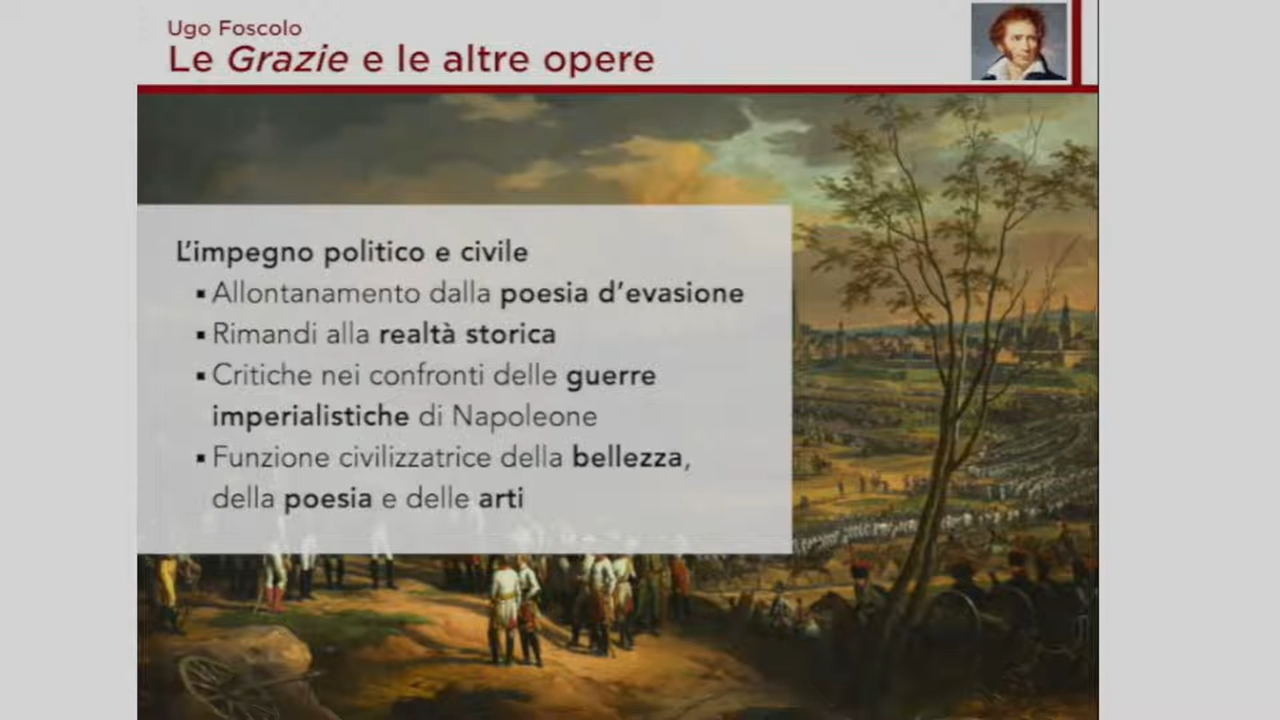 Ugo Foscolo
Le Grazie e le altre opere
L'impegno politico e civile
▪ Allontanamento dalla poesia d'evasione
▪ Rimandi alla realtà storica
▪ Critiche nei confronti delle guerre
imperialistiche di Napoleone
▪ Funzione civilizzatrice della bellezza,
della poesia e delle arti